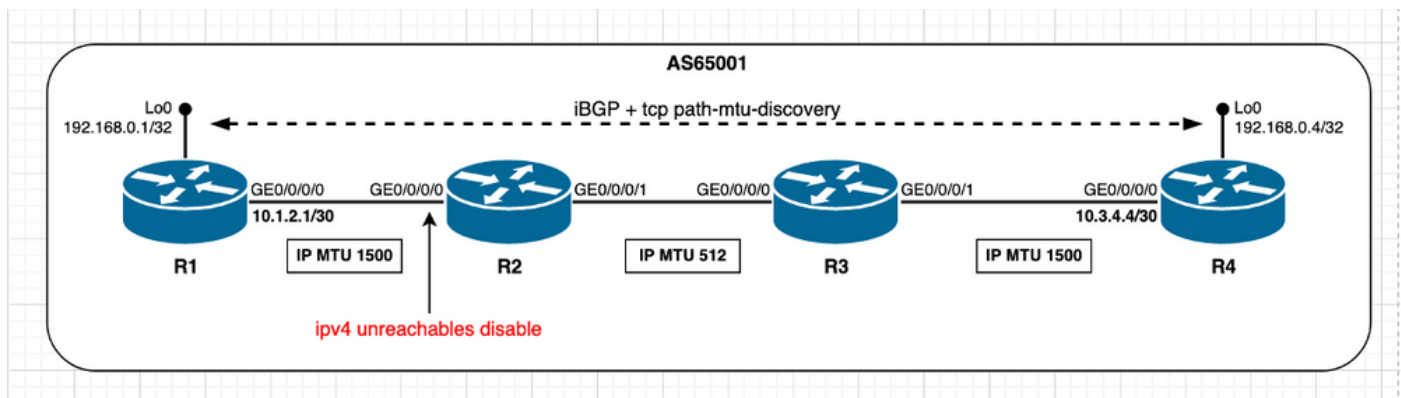 AS65001
iBGP + tcp path-mtu-discovery
Lo0
192.168.0.1/32
Lo0
192.168.0.4/32
GE0/0/0/0
10.1.2.1/30
GE0/0/0/0
GE0/0/0/1
GE0/0/0/0
GE0/0/0/1
GE0/0/0/0
10.3.4.4/30
IP MTU 1500
IP MTU 512
IP MTU 1500
R1
R2
R3
R4
ipv4 unreachables disable